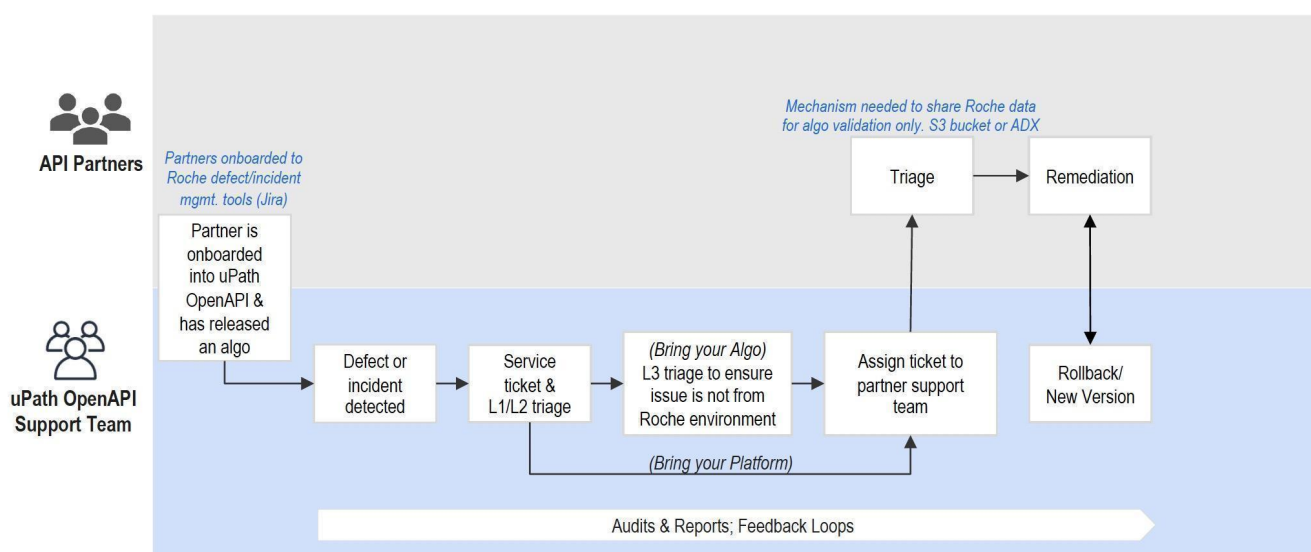 API Partners
Partners onboarded to
Roche defect/incident
mgmt. tools (Jira)
Partner is
onboarded
into uPath
OpenAPI &
has released
an algo
Mechanism needed to share Roche data
for algo validation only. S3 bucket or ADX
Triage
Remediation
uPath OpenAPI
Support Team
Defect or
incident
detected
Service
ticket &
L1/L2 triage
(Bring your Algo)
L3 triage to ensure
issue is not from
Roche environment
Assign ticket to
partner support
team
Rollback/
New Version
(Bring your Platform)
Audits & Reports; Feedback Loops